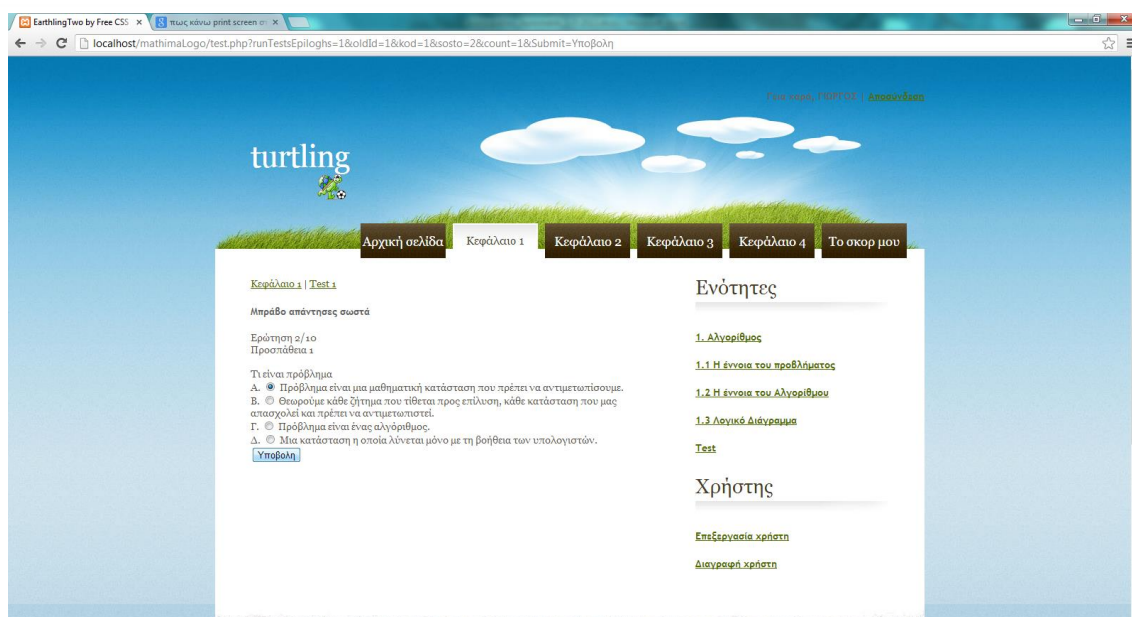 EarthlingTwo by Free CSS
πως κάνω print screen σ
localhost/mathimaLogo/test.php?runTestsEpiloghs=1&oldId=1&kod=1&sosto=2&count=1&Submit=Υποβολη
Αποσύνδεση
turtling
Αρχική σελίδα Κεφάλαιο 1 Κεφάλαιο 2 Κεφάλαιο 3 Κεφάλαιο 4 Το σκορ μου
Κεφάλαιο 1 | Test 1
Μπράβο απάντησες σωστά
Ερώτηση 2/10
Προσπάθεια 1
Τι είναι πρόβλημα
Α. Πρόβλημα είναι μια μαθηματική κατάσταση που πρέπει να αντιμετωπίσουμε.
Β. Θεωρούμε κάθε ζήτημα που τίθεται προς επίλυση, κάθε κατάσταση που μας
απασχολεί και πρέπει να αντιμετωπιστεί.
Γ. Πρόβλημα είναι ένας αλγόριθμος.
Δ. Μια κατάσταση η οποία λύνεται μόνο με τη βοήθεια των υπολογιστών.
Υποβολη
Ενότητες
1. Αλγορίθμος
1.1 Η έννοια του προβλήματος
1.2 Η έννοια του Αλγορίθμου
1.3 Λογικό Διάγραμμα
Test
Χρήστης
Επεξεργασία χρήστη
Διαγραφή χρήστη